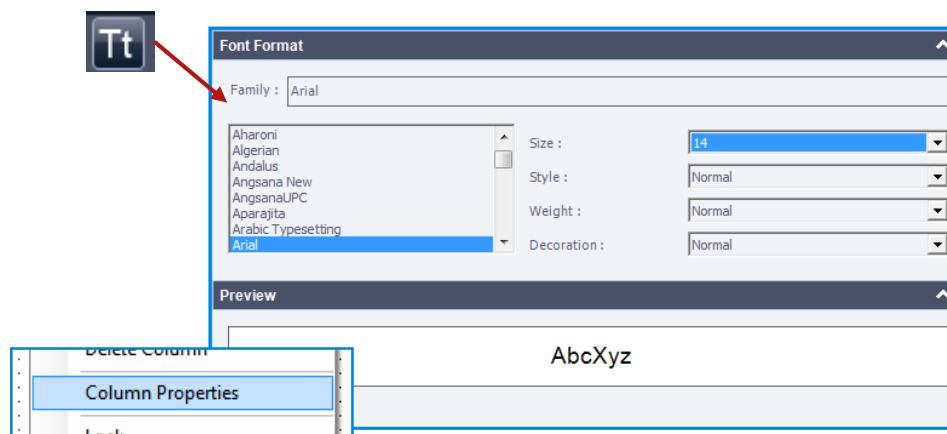 Tt
Font Format
Family : Arial
Aharoni
Algerian
Andalus
Angsana New
AngsanaUPC
Aparajita
Arabic Typesetting
Arial
Size : 14
Style : Normal
Weight : Normal
Decoration : Normal
Preview
AbcXyz
Delete Column
Column Properties
Lock